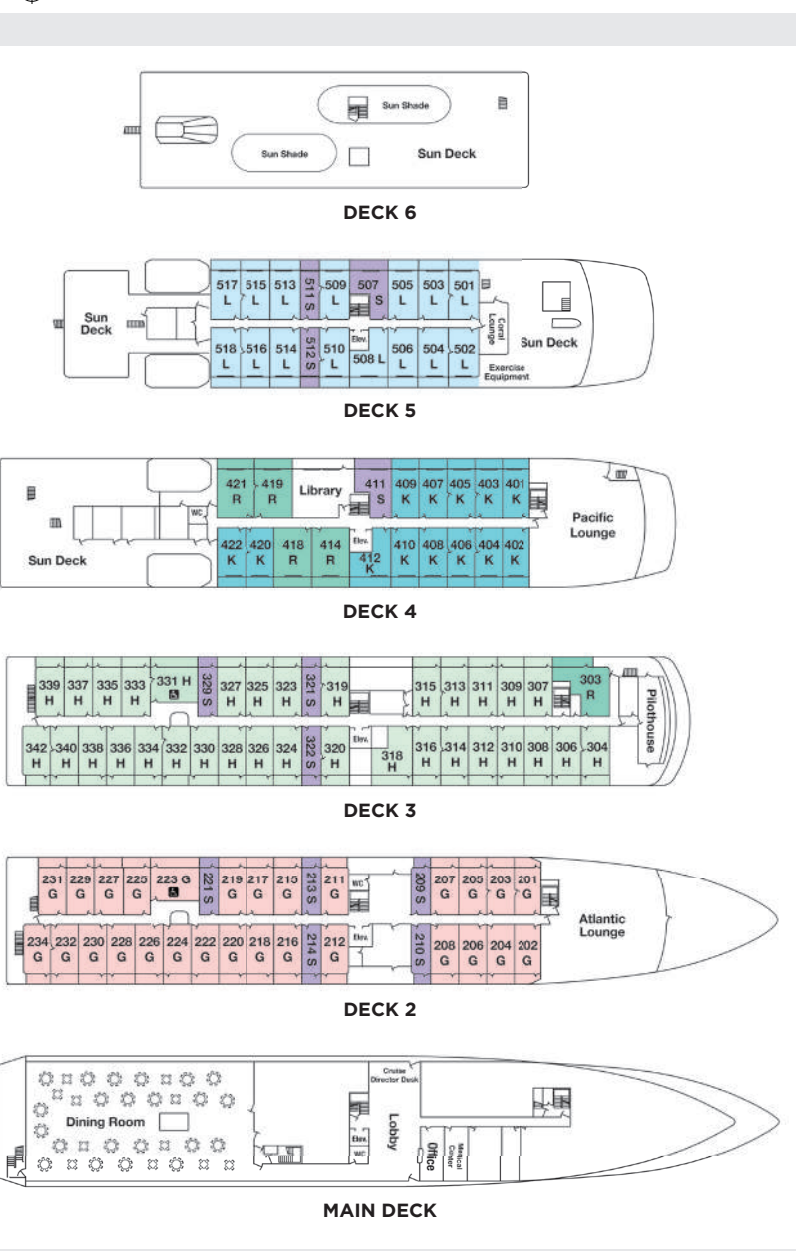 Sun Shade
Sun Shade
Sun Deck
DECK 6
517 515 513 511 S 509 507 505 503 501
L L L L S L L L
Sun Deck
Elev.
Coral Lounge
Sun Deck
518 516 514 512 S 510 508 L 506 504 502
L L L L L L L
Exercise Equipment
DECK 5
421 419 Library 411 409 407 405 403 401
R R S K K K K K
WC
Pacific Lounge
Elev.
422 420 418 414 412 410 408 406 404 402
K K R R K K K K K K
Sun Deck
DECK 4
339 337 335 333 331 H 329 S 327 325 323 321 S 319 315 313 311 309 307 303
H H H H H H H H H H H H H R
Pilothouse
Elev.
342 340 338 336 334 332 330 328 326 324 322 S 320 318 316 314 312 310 308 306 304
H H H H H H H H H H H H H H H H H H H H
DECK 3
231 229 227 225 223 G 221 S 219 217 215 213 S 211 WC 209 S 207 205 203 201
G G G G G G G G G G G G
Atlantic Lounge
Elev.
234 232 230 228 226 224 222 220 218 216 214 S 212 210 S 208 206 204 202
G G G G G G G G G G G G G G G
DECK 2
Cruise
Director Desk
Dining Room
Lobby
Elev.
WC
Office
Medical Center
MAIN DECK